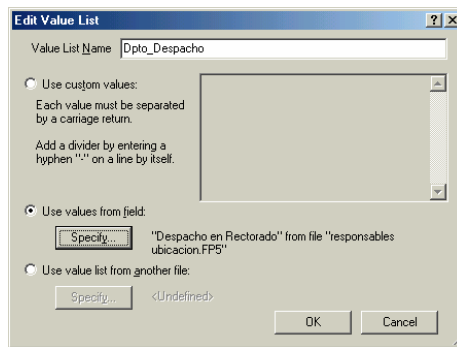 Edit Value List
? x
Value List Name Dpto_Despacho
Use custom values:
Each value must be separated
by a carriage return.
Add a divider by entering a
hyphen "-" on a line by itself.
Use values from field:
Specify... "Despacho en Rectorado" from file "responsables
ubicacion.FP5"
Use value list from another file:
Specify... <Undefined>
OK Cancel